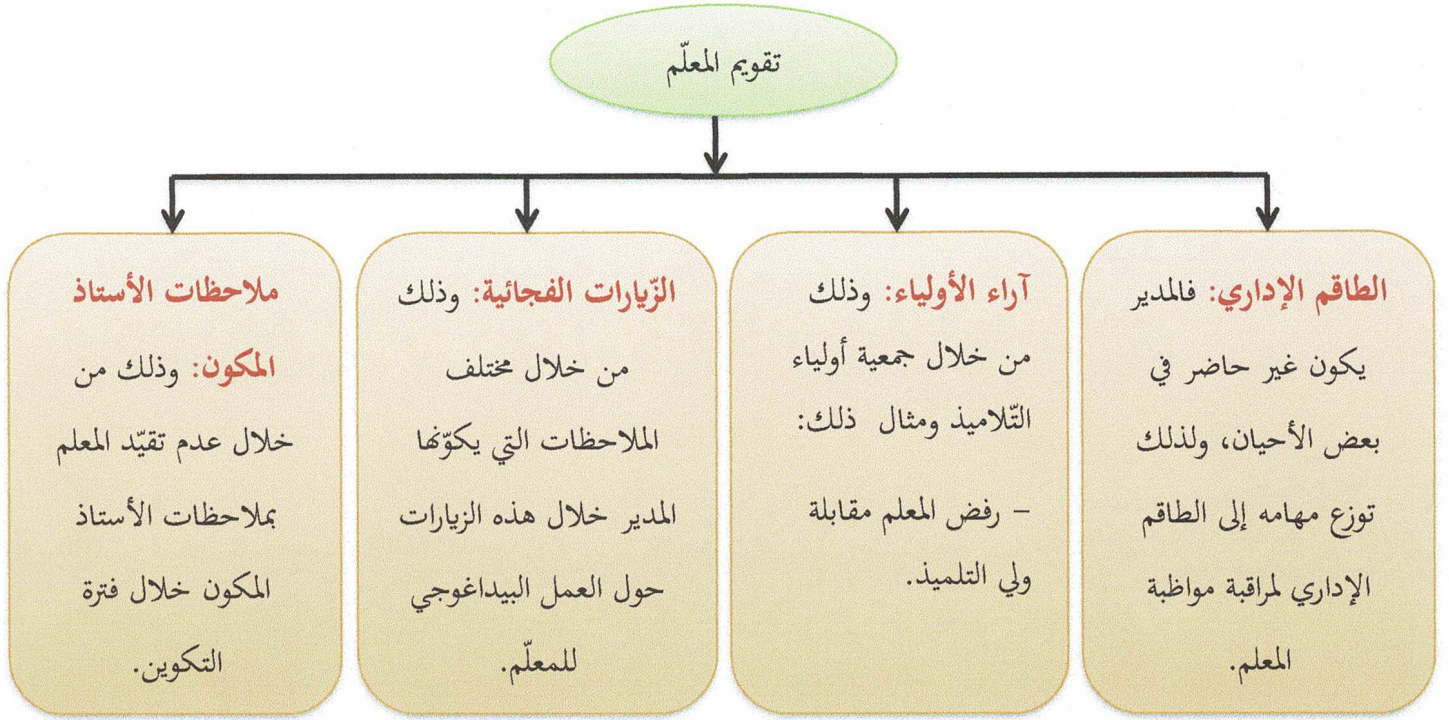 تقويم المعلّم
الطاقم الإداري: فالمدير
يكون غير حاضر في
بعض الأحيان، ولذلك
توزع مهامه إلى الطاقم
الإداري لمراقبة مواظبة
المعلم.
آراء الأولياء: وذلك
من خلال جمعية أولياء
التّلاميذ ومثال ذلك:
– رفض المعلم مقابلة
ولي التلميذ.
الزّيارات الفجائية: وذلك
من خلال مختلف
الملاحظات التي يكوّنها
المدير خلال هذه الزيارات
حول العمل البيداغوجي
للمعلّم.
ملاحظات الأستاذ
المكون: وذلك من
خلال عدم تقيّد المعلم
بملاحظات الأستاذ
المكون خلال فترة
التكوين.